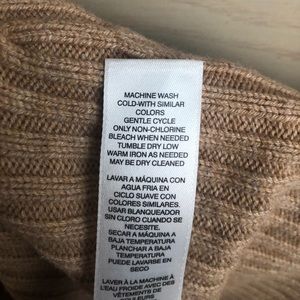 MACHINE WASH
COLD-WITH SIMILAR
COLORS
GENTLE CYCLE
ONLY NON-CHLORINE
BLEACH WHEN NEEDED
TUMBLE DRY LOW
WARM IRON AS NEEDED
MAY BE DRY CLEANED
LAVAR A MÁQUINA CON
AGUA FRIA EN
CICLO SUAVE CON
COLORES SIMILARES.
USAR BLANQUEADOR
SIN CLORO CUANDO SE
NECESITE.
SECAR A MÁQUINA A
BAJA TEMPERATURA
PLANCHAR A BAJA
TEMPERATURA
PUEDE LAVARSE EN
SECO
LAVER À LA MACHINE À
L'EAU FROIDE AVEC DES
VÊTEMENTS DE